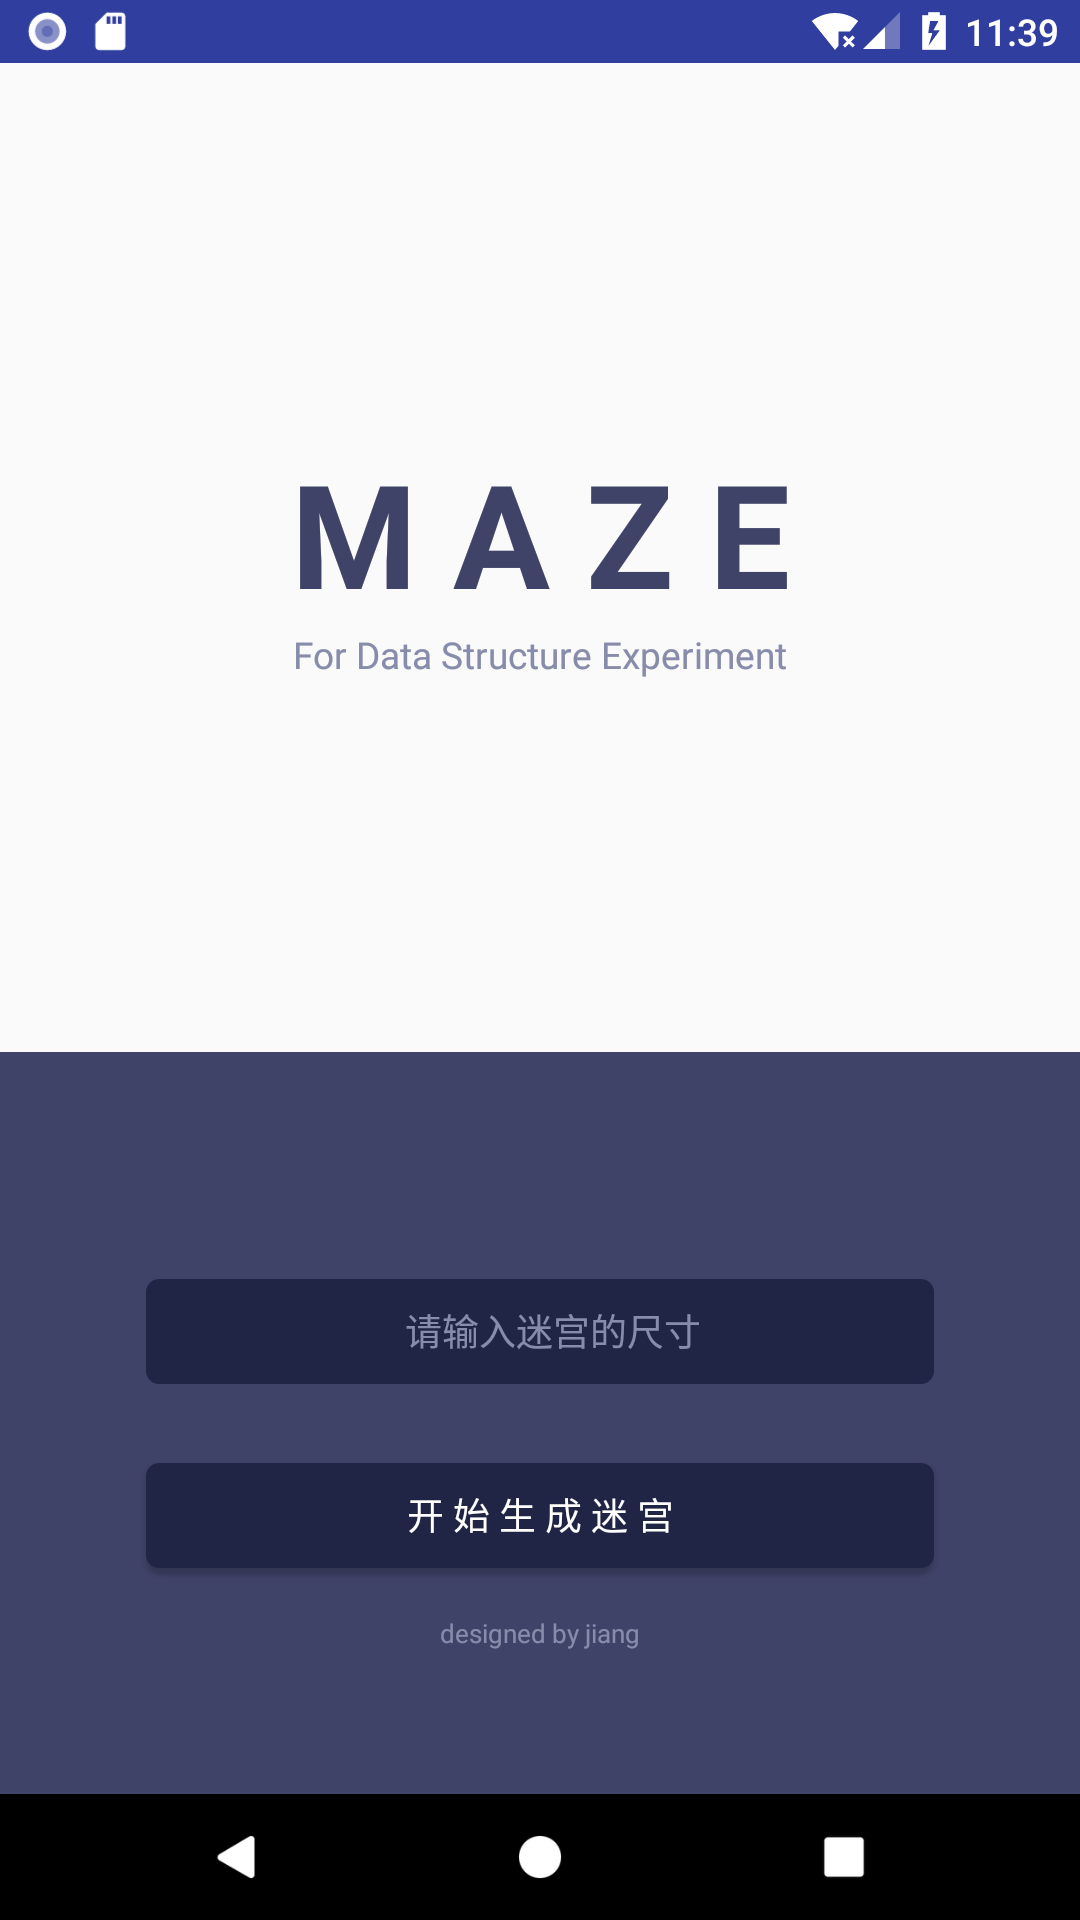 11:39
M A Z E
For Data Structure Experiment
请输入迷宫的尺寸
开 始 生 成 迷 宫
designed by jiang